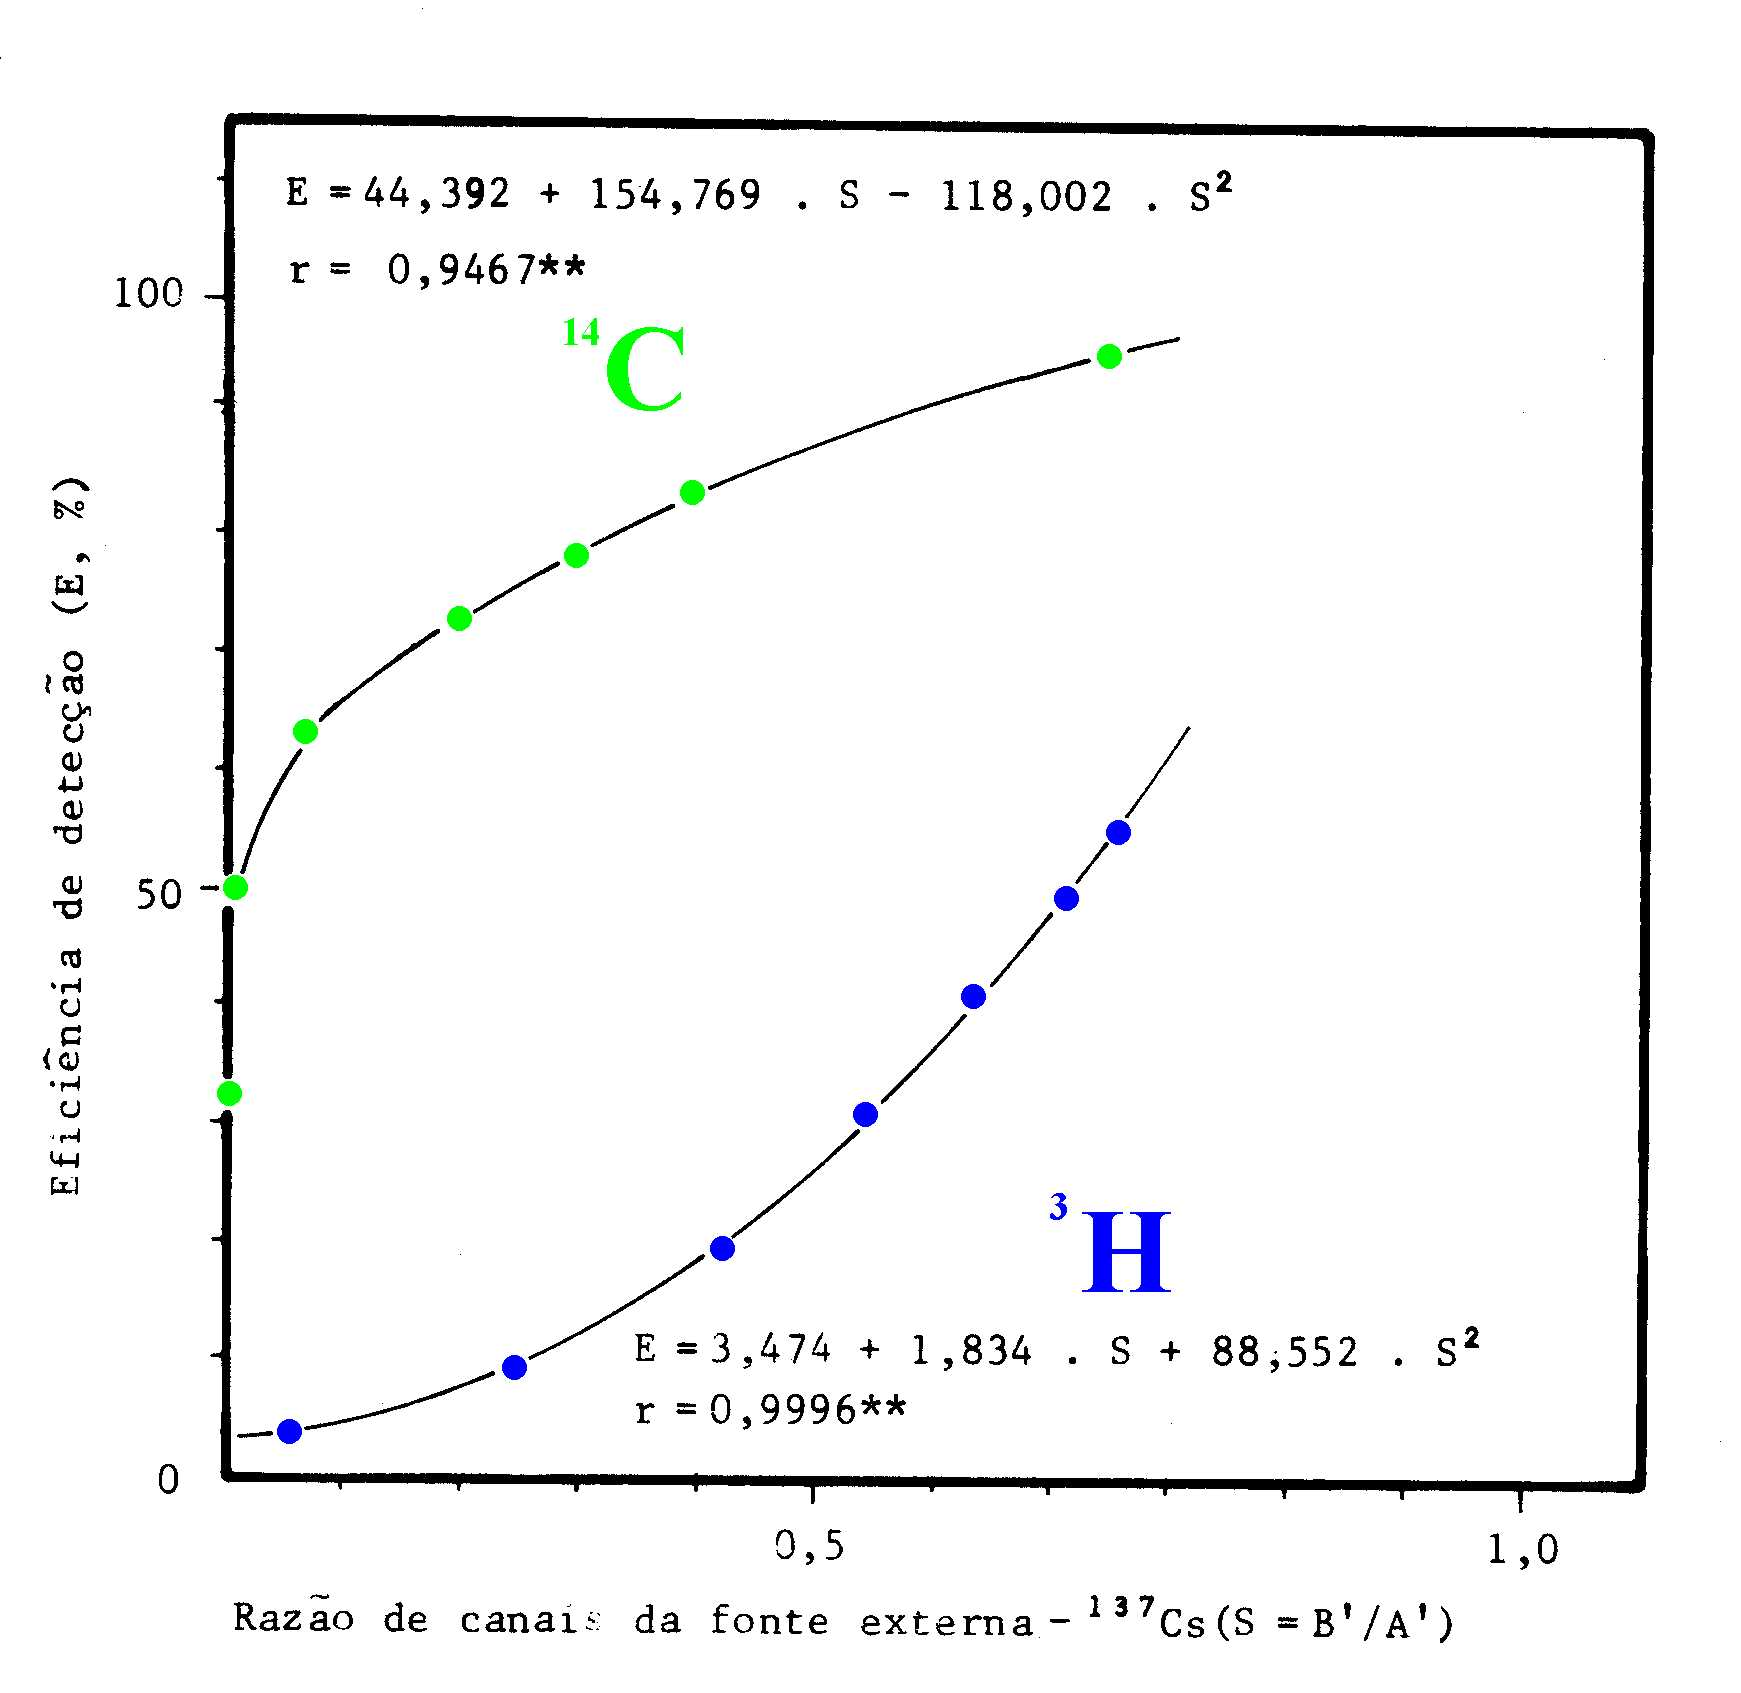 E = 44,392 + 154,769 . S - 118,002 . S²
r = 0,9467**
¹⁴C
100
50
0
Eficiência de detecção (E, %)
³H
E = 3,474 + 1,834 . S + 88,552 . S²
r = 0,9996**
0,5
1,0
Razão de canais da fonte externa - ¹³⁷Cs (S = B'/A')